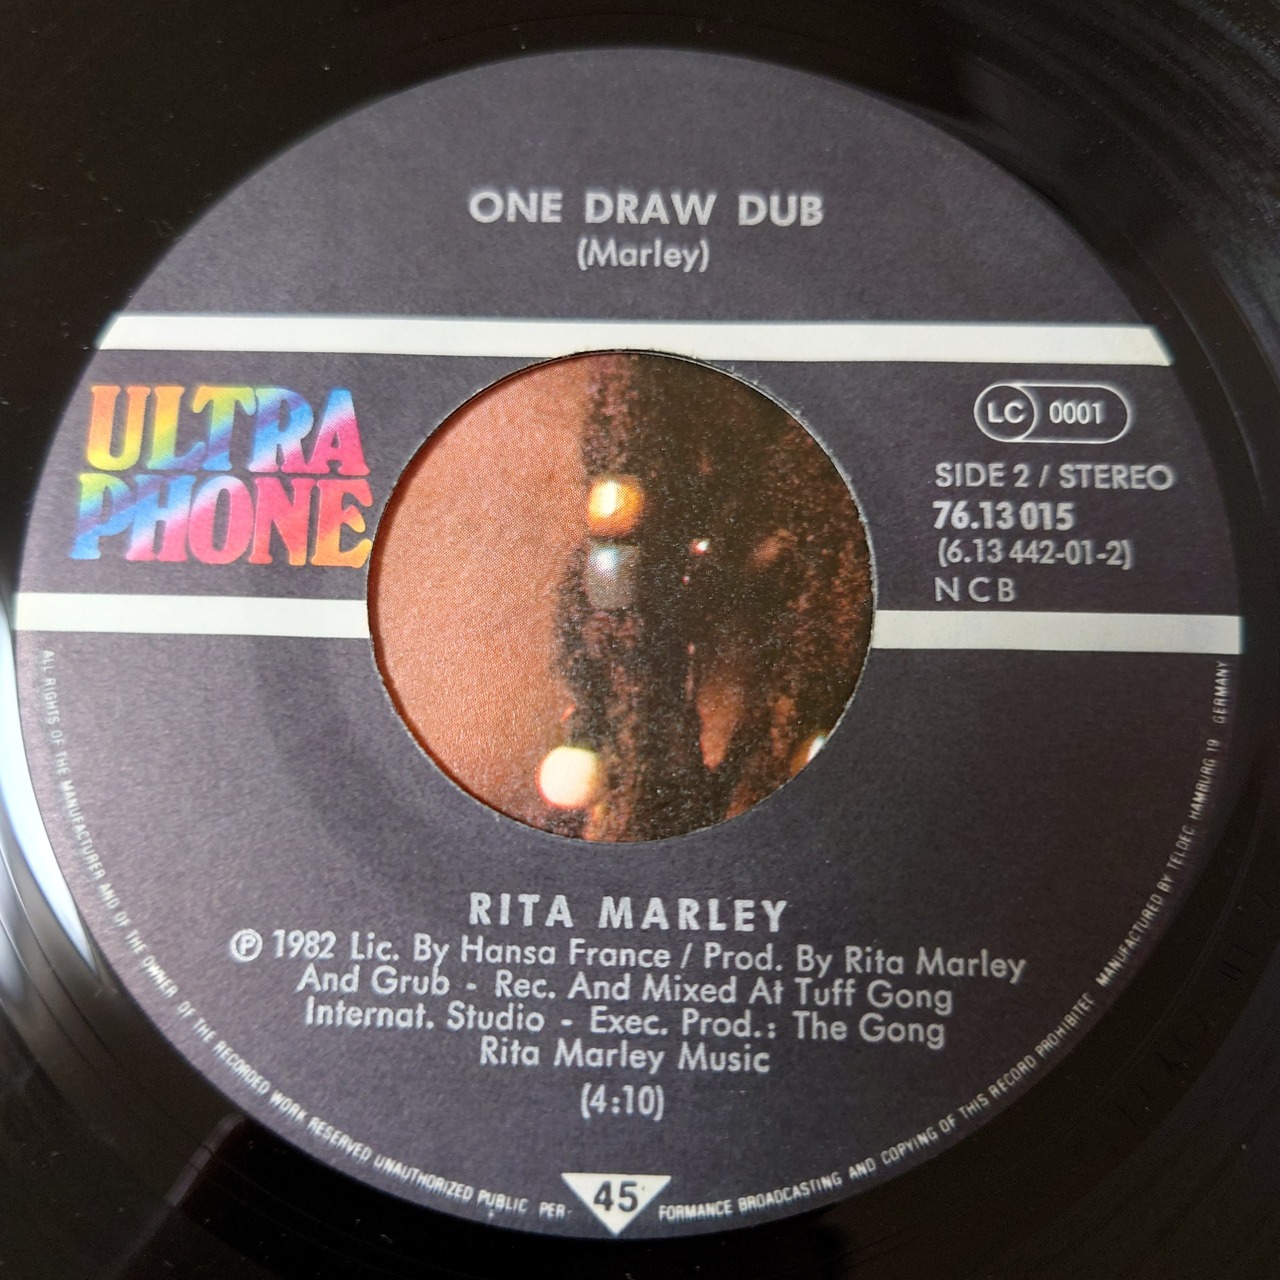 ONE DRAW DUB
(Marley)
ULTRA
PHONE
LC 0001
SIDE 2 / STEREO
76.13 015
(6.13 442-01-2)
NCB
RITA MARLEY
Ⓟ 1982 Lic. By Hansa France / Prod. By Rita Marley
And Grub - Rec. And Mixed At Tuff Gong
Internat. Studio - Exec. Prod.: The Gong
Rita Marley Music
(4:10)
45
ALL RIGHTS OF THE MANUFACTURER AND OF THE OWNER OF THE RECORDED WORK RESERVED UNAUTHORIZED PUBLIC PER- FORMANCE BROADCASTING AND COPYING OF THIS RECORD PROHIBITED MANUFACTURED BY TELDEC HAMBURG 19 GERMANY